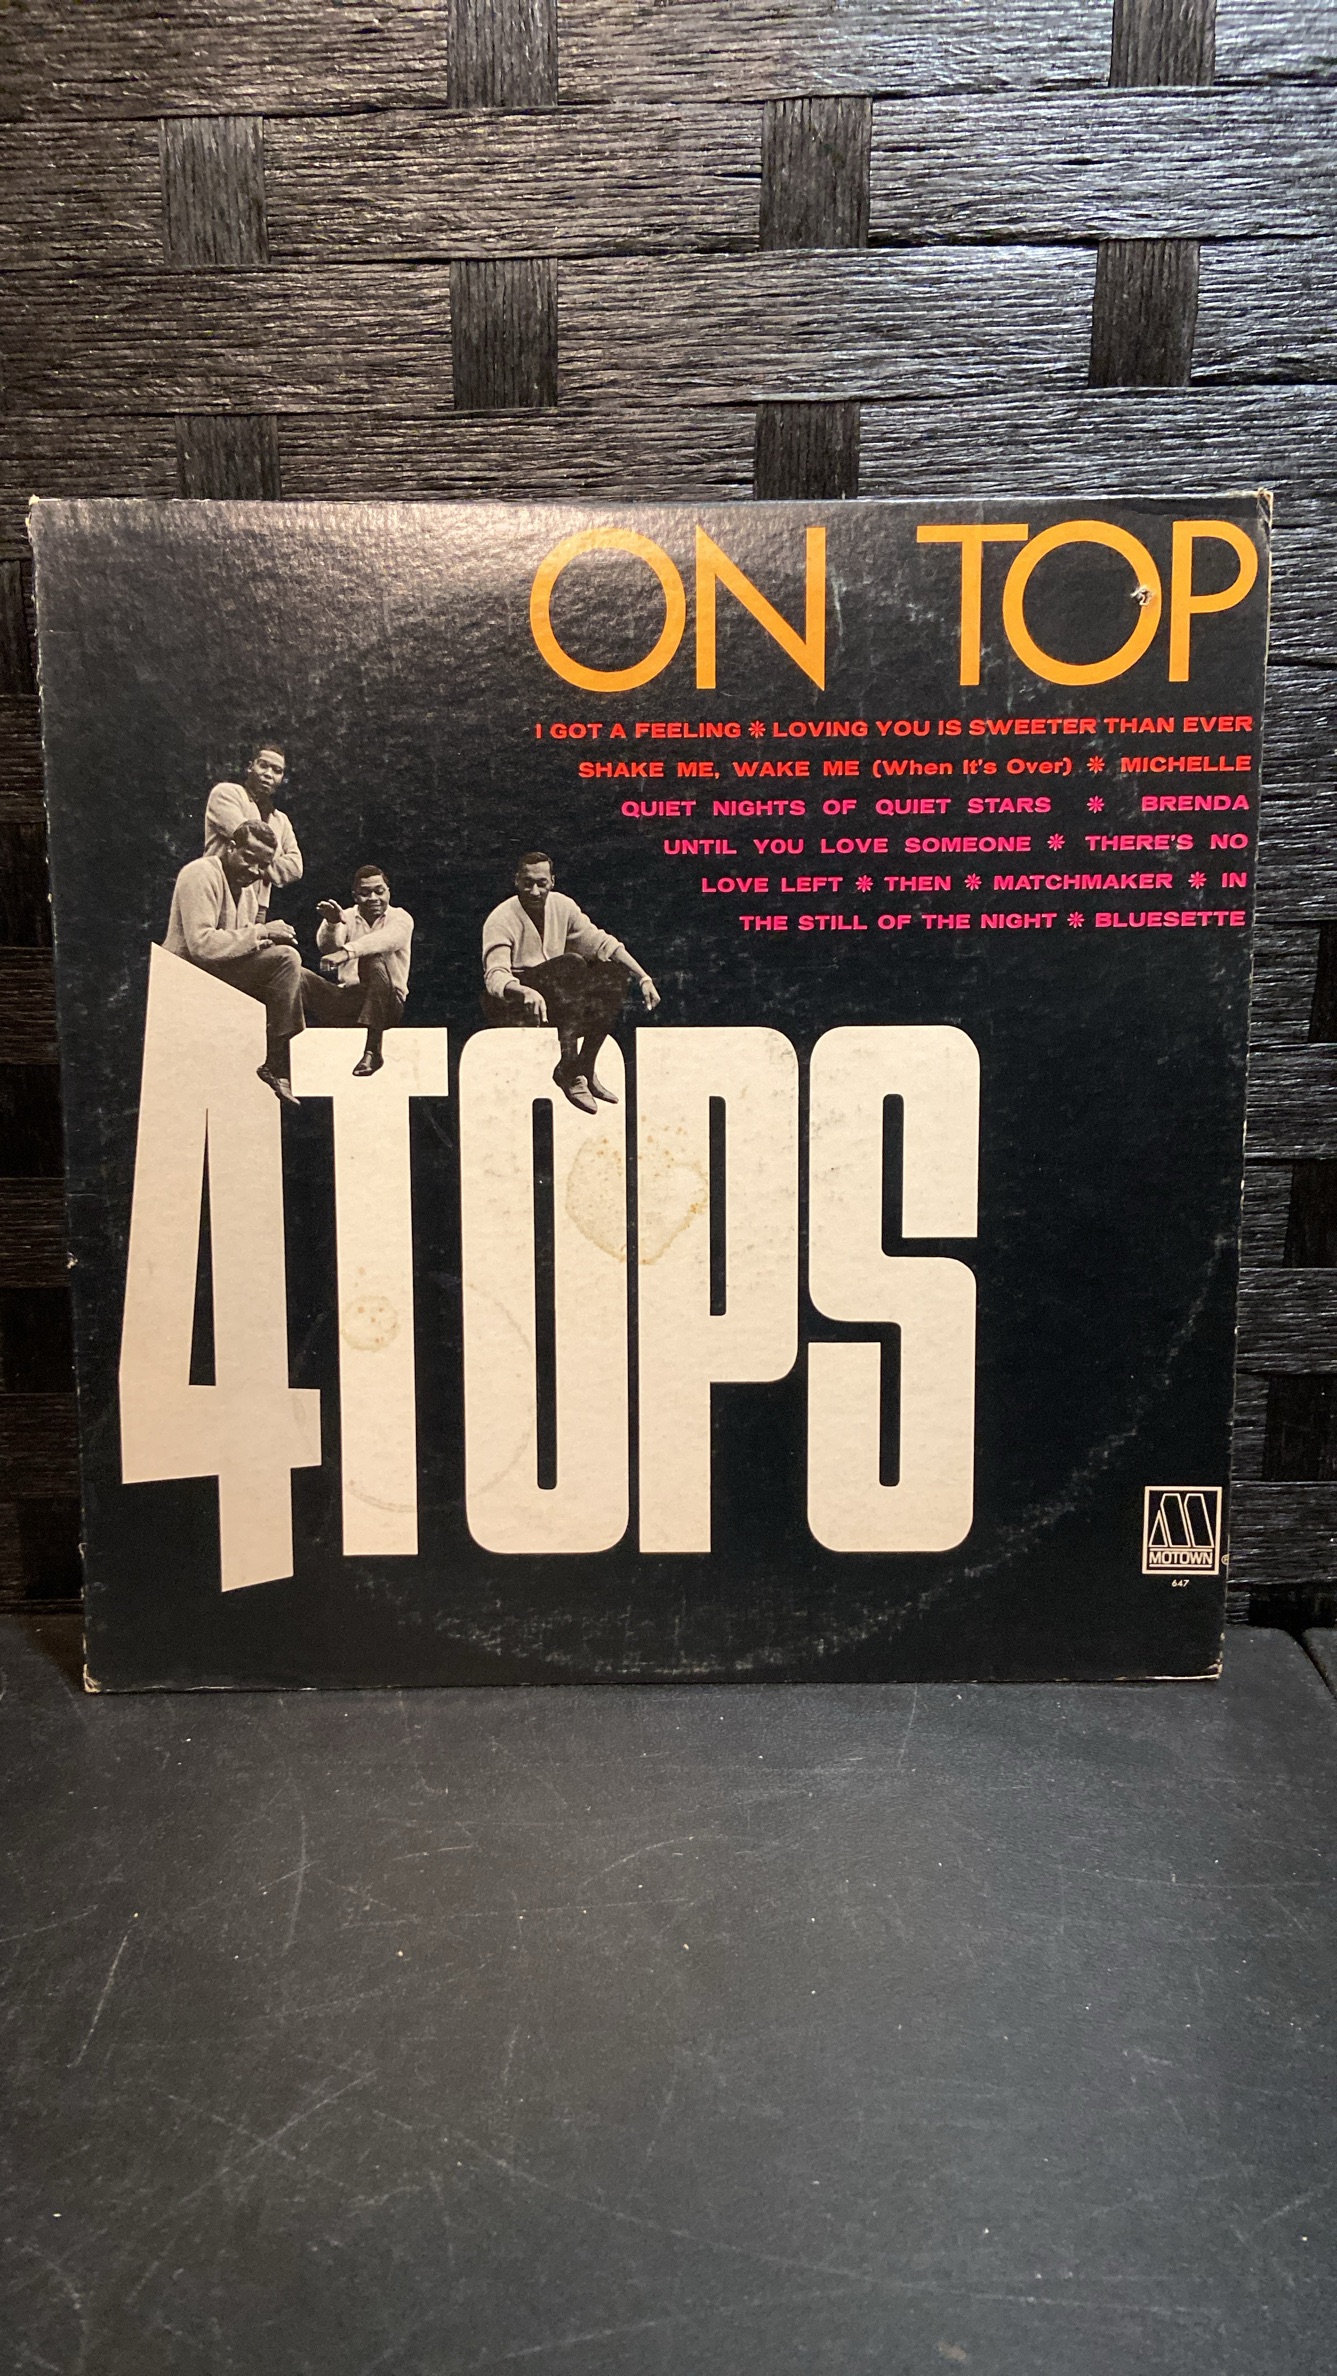 ON TOP
I GOT A FEELING * LOVING YOU IS SWEETER THAN EVER
SHAKE ME, WAKE ME (When It's Over) * MICHELLE
QUIET NIGHTS OF QUIET STARS * BRENDA
UNTIL YOU LOVE SOMEONE * THERE'S NO
LOVE LEFT * THEN * MATCHMAKER * IN
THE STILL OF THE NIGHT * BLUESETTE
4TOPS
M
MOTOWN ®
647